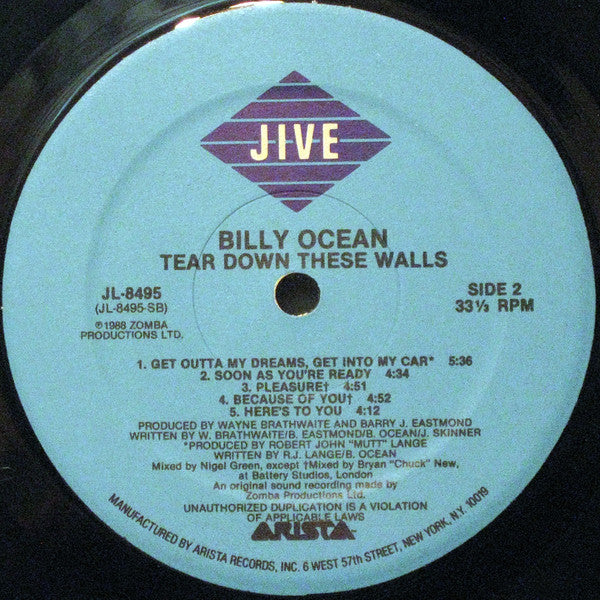 JIVE
BILLY OCEAN
TEAR DOWN THESE WALLS
JL-8495
(JL-8495-SB)
℗1988 ZOMBA
PRODUCTIONS LTD.
SIDE 2
33⅓ RPM
1. GET OUTTA MY DREAMS, GET INTO MY CAR* 5:36
2. SOON AS YOU'RE READY 4:34
3. PLEASURE† 4:51
4. BECAUSE OF YOU† 4:52
5. HERE'S TO YOU 4:12
PRODUCED BY WAYNE BRATHWAITE AND BARRY J. EASTMOND
WRITTEN BY W. BRATHWAITE/B. EASTMOND/B. OCEAN/J. SKINNER
*PRODUCED BY ROBERT JOHN "MUTT" LANGE
WRITTEN BY R.J. LANGE/B. OCEAN
Mixed by Nigel Green, except †Mixed by Bryan "Chuck" New,
at Battery Studios, London
An original sound recording made by
Zomba Productions Ltd.
UNAUTHORIZED DUPLICATION IS A VIOLATION
OF APPLICABLE LAWS
ARISTA
MANUFACTURED BY ARISTA RECORDS, INC. 6 WEST 57th STREET, NEW YORK, N.Y. 10019